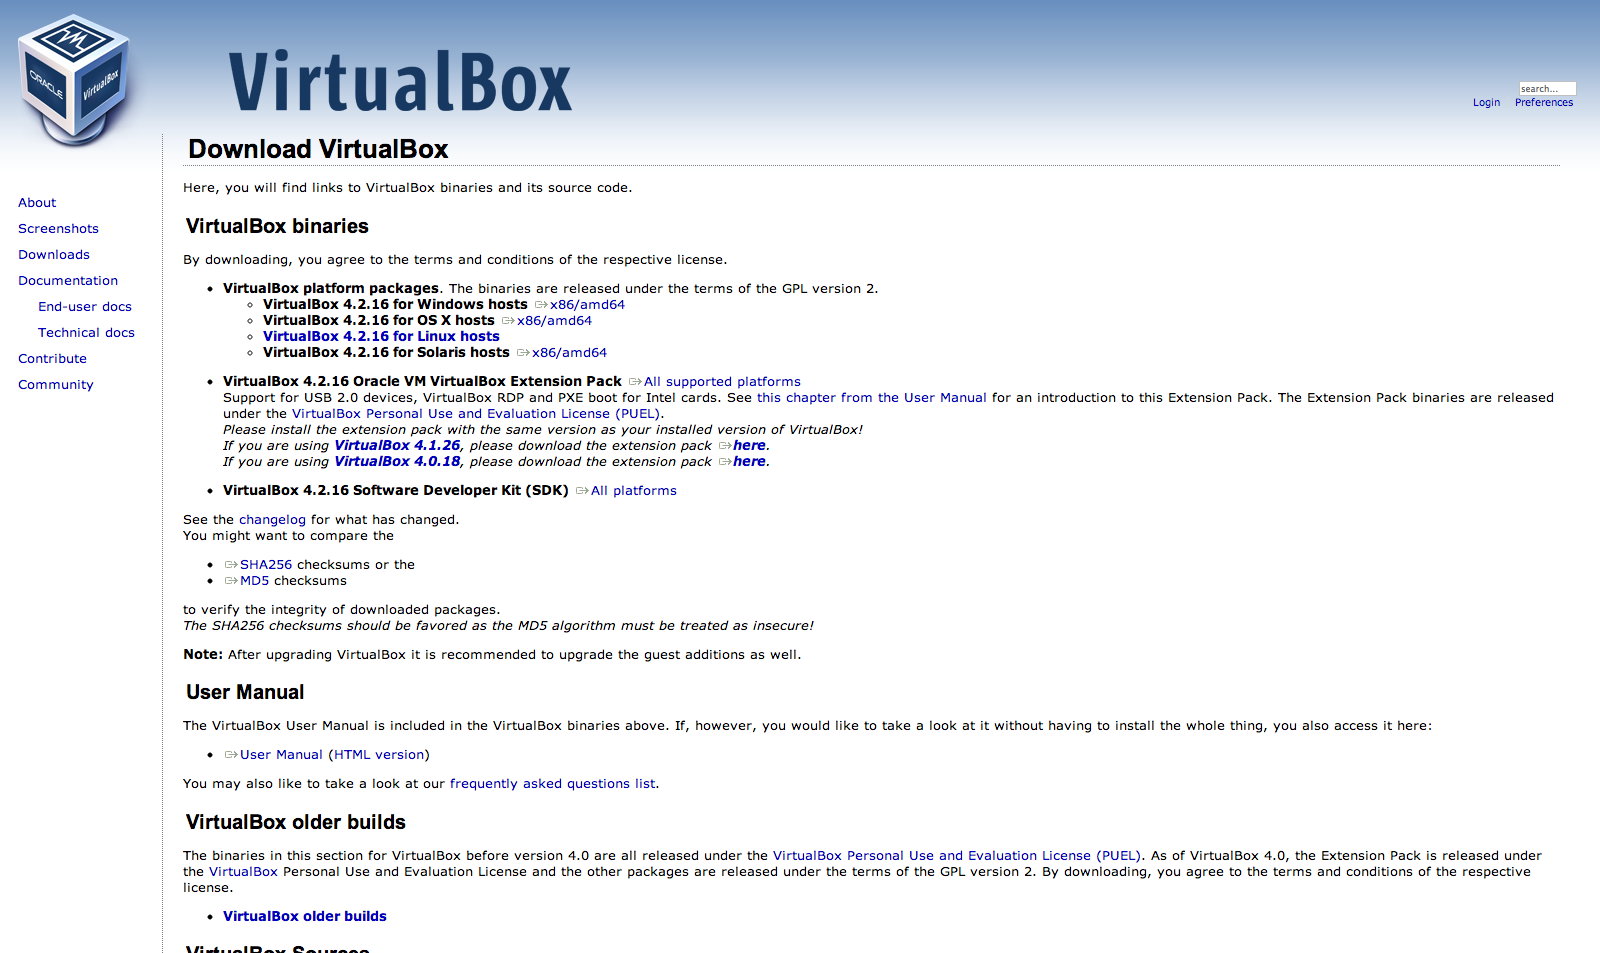 ORACLE
VirtualBox
VirtualBox
search...
Login Preferences
Download VirtualBox
Here, you will find links to VirtualBox binaries and its source code.
About
Screenshots
Downloads
Documentation
End-user docs
Technical docs
Contribute
Community
VirtualBox binaries
By downloading, you agree to the terms and conditions of the respective license.
• VirtualBox platform packages. The binaries are released under the terms of the GPL version 2.
◦ VirtualBox 4.2.16 for Windows hosts x86/amd64
◦ VirtualBox 4.2.16 for OS X hosts x86/amd64
◦ VirtualBox 4.2.16 for Linux hosts
◦ VirtualBox 4.2.16 for Solaris hosts x86/amd64
• VirtualBox 4.2.16 Oracle VM VirtualBox Extension Pack All supported platforms
Support for USB 2.0 devices, VirtualBox RDP and PXE boot for Intel cards. See this chapter from the User Manual for an introduction to this Extension Pack. The Extension Pack binaries are released
under the VirtualBox Personal Use and Evaluation License (PUEL).
Please install the extension pack with the same version as your installed version of VirtualBox!
If you are using VirtualBox 4.1.26, please download the extension pack here.
If you are using VirtualBox 4.0.18, please download the extension pack here.
• VirtualBox 4.2.16 Software Developer Kit (SDK) All platforms
See the changelog for what has changed.
You might want to compare the
• SHA256 checksums or the
• MD5 checksums
to verify the integrity of downloaded packages.
The SHA256 checksums should be favored as the MD5 algorithm must be treated as insecure!
Note: After upgrading VirtualBox it is recommended to upgrade the guest additions as well.
User Manual
The VirtualBox User Manual is included in the VirtualBox binaries above. If, however, you would like to take a look at it without having to install the whole thing, you also access it here:
• User Manual (HTML version)
You may also like to take a look at our frequently asked questions list.
VirtualBox older builds
The binaries in this section for VirtualBox before version 4.0 are all released under the VirtualBox Personal Use and Evaluation License (PUEL). As of VirtualBox 4.0, the Extension Pack is released under
the VirtualBox Personal Use and Evaluation License and the other packages are released under the terms of the GPL version 2. By downloading, you agree to the terms and conditions of the respective
license.
• VirtualBox older builds
VirtualBox Sources